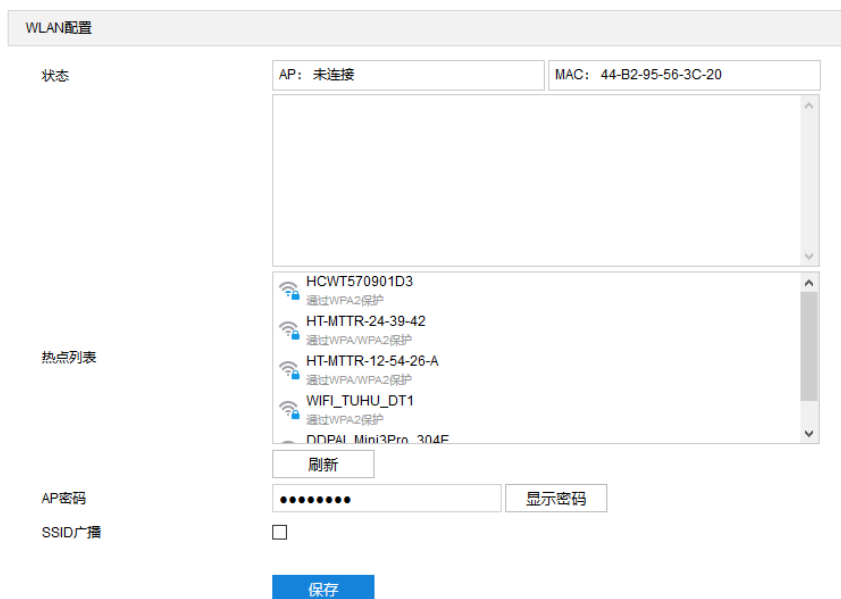 WLAN配置
状态
AP: 未连接
MAC: 44-B2-95-56-3C-20
HCWT570901D3
通过WPA2保护
HT-MTTR-24-39-42
通过WPA/WPA2保护
热点列表
HT-MTTR-12-54-26-A
通过WPA/WPA2保护
WIFI_TUHU_DT1
通过WPA2保护
DDPAI_Mini3Pro_304E
刷新
AP密码
●●●●●●●●
显示密码
SSID广播
保存